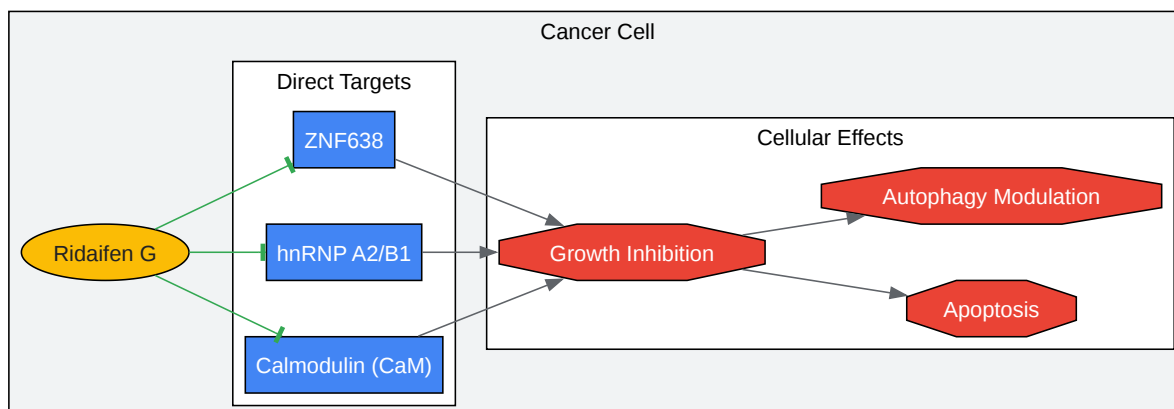 Cancer Cell
Direct Targets
ZNF638
Cellular Effects
Autophagy Modulation
Ridaifen G
hnRNP A2/B1
Growth Inhibition
Apoptosis
Calmodulin (CaM)